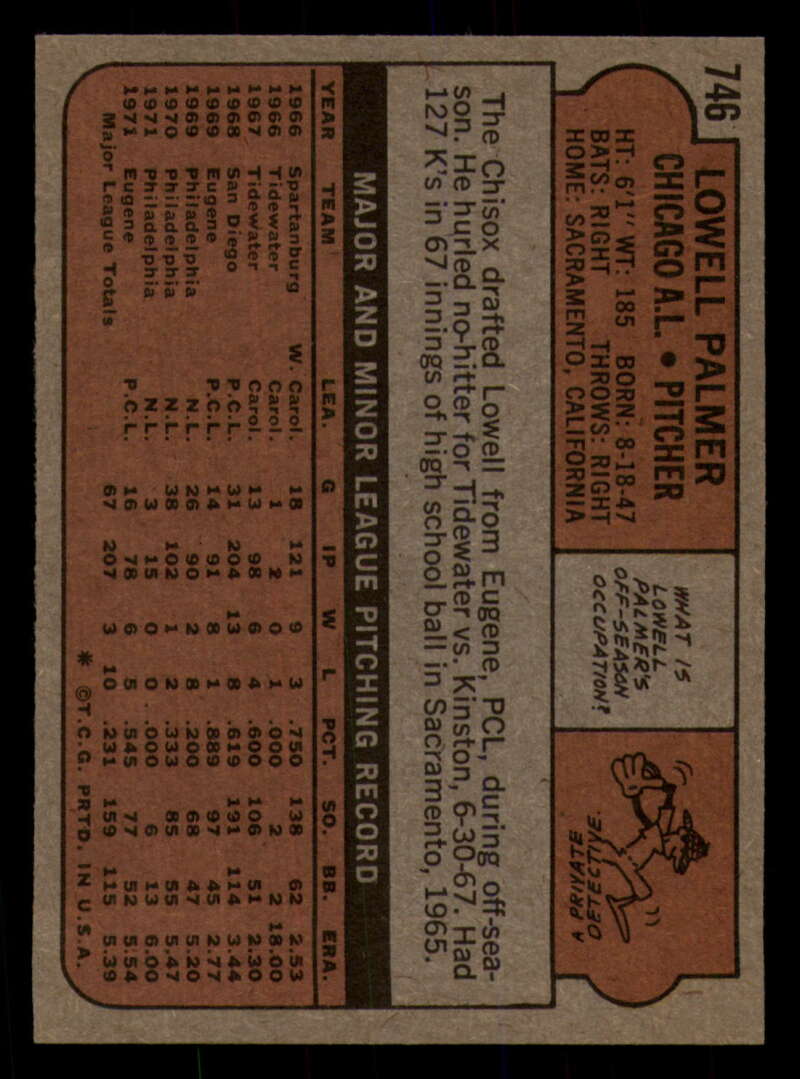 746
LOWELL PALMER
CHICAGO A.L. • PITCHER
HT: 6'1" WT: 185 BORN: 8-18-47
BATS: RIGHT THROWS: RIGHT
HOME: SACRAMENTO, CALIFORNIA
WHAT IS
LOWELL
PALMER'S
OFF-SEASON
OCCUPATION?
A PRIVATE
DETECTIVE.
The Chisox drafted Lowell from Eugene, PCL, during off-sea-
son. He hurled no-hitter for Tidewater vs. Kinston, 6-30-67. Had
127 K's in 67 innings of high school ball in Sacramento, 1965.
MAJOR AND MINOR LEAGUE PITCHING RECORD
YEAR TEAM LEA. G IP W L PCT. SO. BB. ERA.
1966 Spartanburg W. Carol. 18 121 9 3 .750 138 62 2.53
1966 Tidewater Carol. 1 2 0 1 .000 2 2 18.00
1967 Tidewater Carol. 13 98 6 4 .600 106 51 2.30
1968 San Diego P.C.L. 31 204 13 8 .619 191 114 3.44
1969 Eugene P.C.L. 14 91 8 1 .889 97 45 2.77
1969 Philadelphia N.L. 26 90 2 8 .200 68 47 5.20
1970 Philadelphia N.L. 38 102 1 2 .333 85 55 5.47
1971 Philadelphia N.L. 3 15 0 0 .000 6 13 6.00
1971 Eugene P.C.L. 16 78 6 5 .545 77 52 5.54
Major League Totals 67 207 3 10 .231 159 115 5.39
* ©T.C.G. PRTD. IN U.S.A.